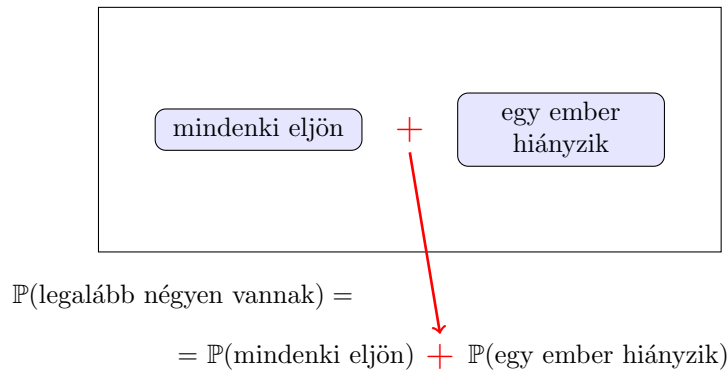 mindenki eljön + egy ember
hiányzik
ℙ(legalább négyen vannak) =
= ℙ(mindenki eljön) + ℙ(egy ember hiányzik)